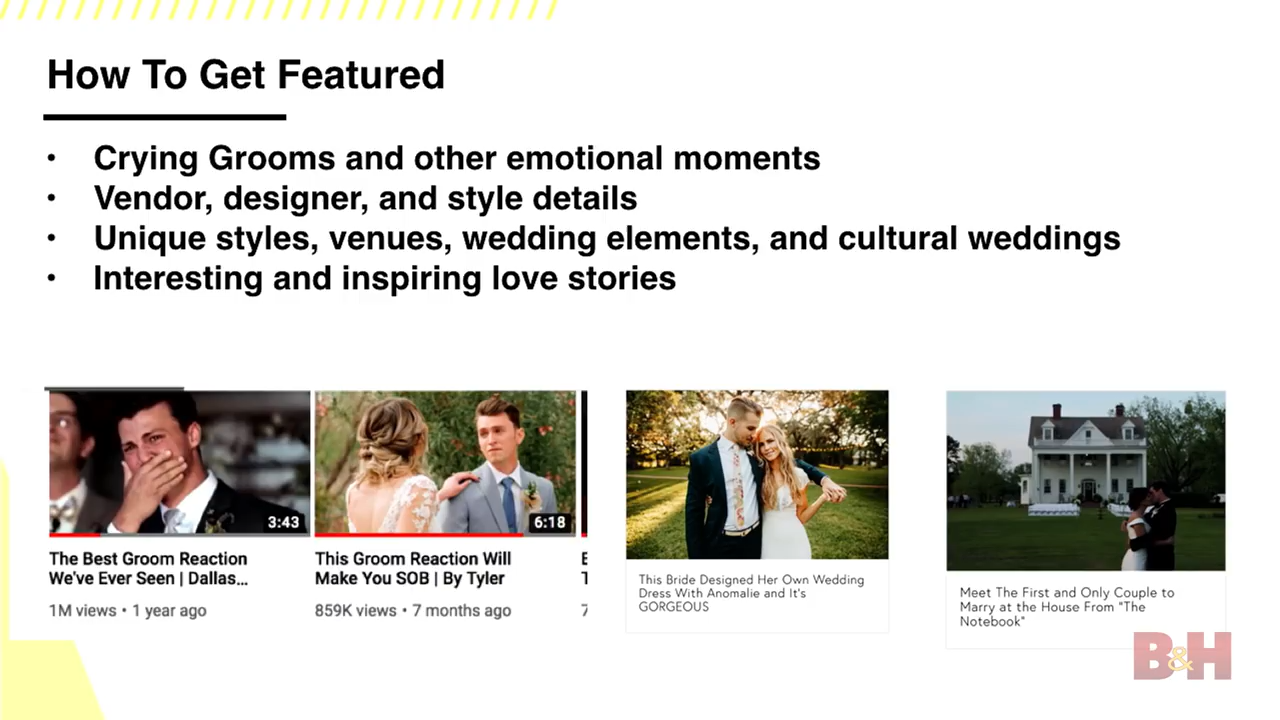 How To Get Featured
• Crying Grooms and other emotional moments
• Vendor, designer, and style details
• Unique styles, venues, wedding elements, and cultural weddings
• Interesting and inspiring love stories
3:43
The Best Groom Reaction
We've Ever Seen | Dallas...
1M views • 1 year ago
6:18
This Groom Reaction Will
Make You SOB | By Tyler
859K views • 7 months ago
This Bride Designed Her Own Wedding
Dress With Anomalie and It's
GORGEOUS
Meet The First and Only Couple to
Marry at the House From "The
Notebook"
B&H